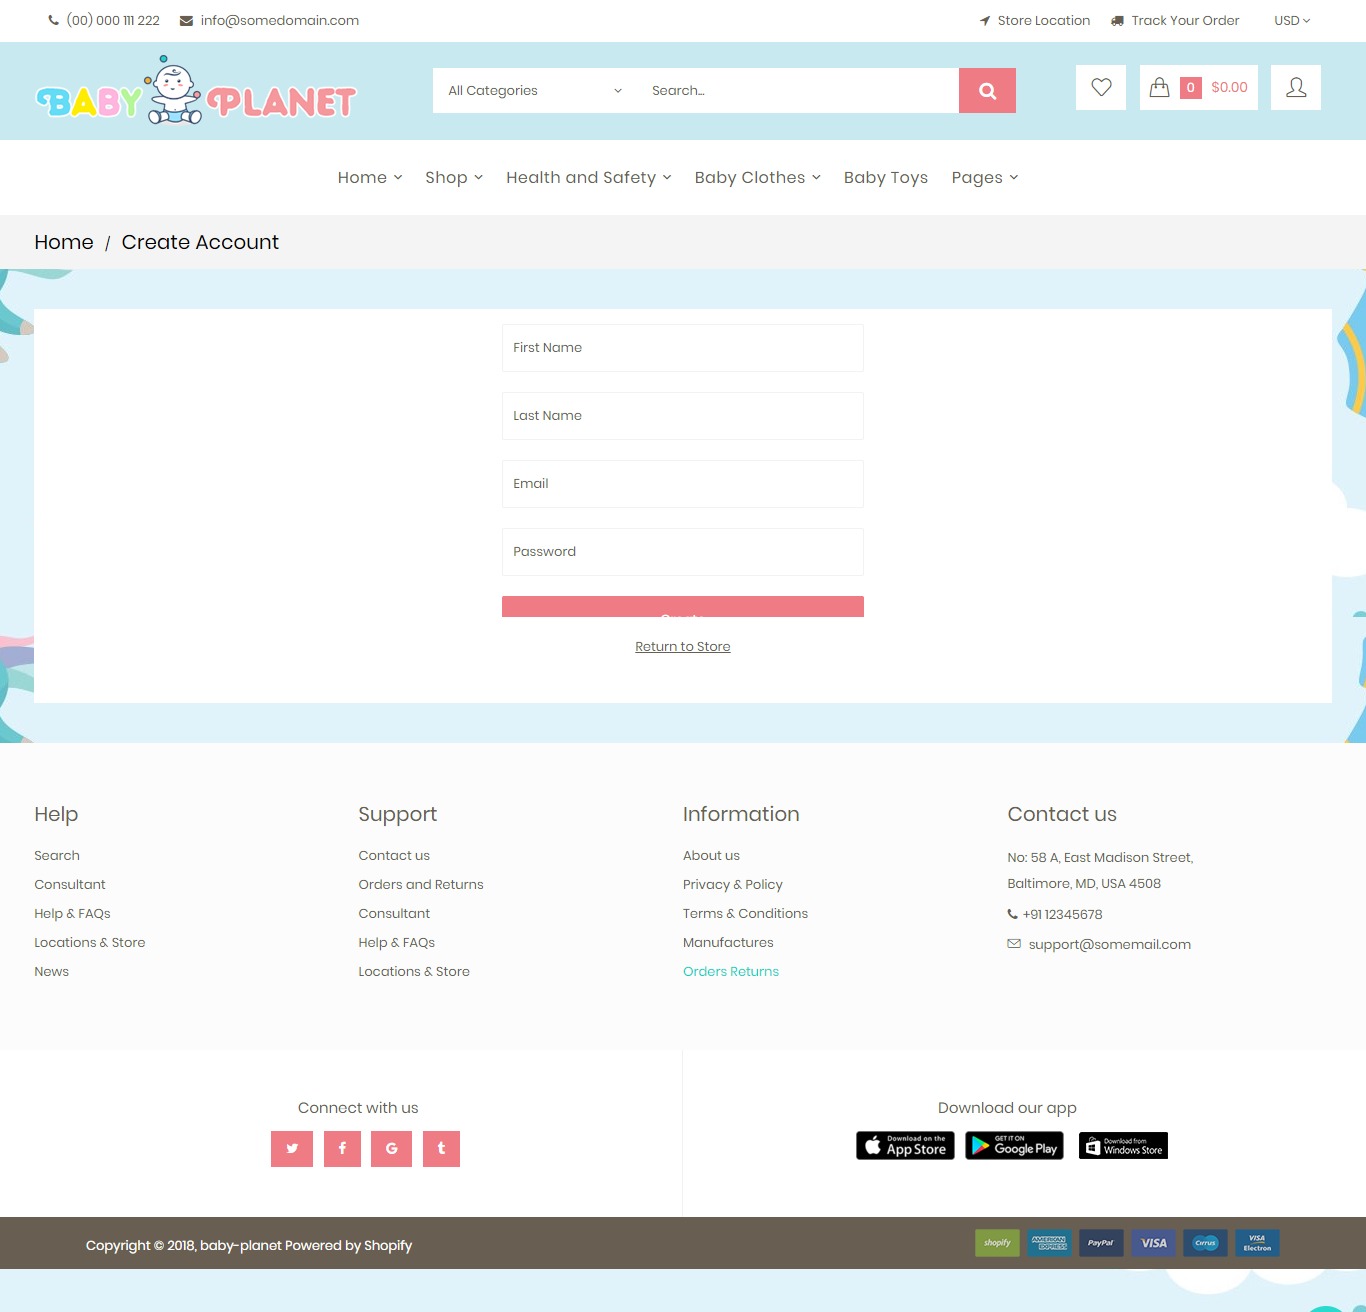 (00) 000 111 222 info@somedomain.com Store Location Track Your Order USD
BABY PLANET
All Categories Search... 0 $0.00
Home Shop Health and Safety Baby Clothes Baby Toys Pages
Home / Create Account
First Name
Last Name
Email
Password
Return to Store
Help
Search
Consultant
Help & FAQs
Locations & Store
News
Support
Contact us
Orders and Returns
Consultant
Help & FAQs
Locations & Store
Information
About us
Privacy & Policy
Terms & Conditions
Manufactures
Orders Returns
Contact us
No: 58 A, East Madison Street,
Baltimore, MD, USA 4508
+91 12345678
support@somemail.com
Connect with us
Download our app
Download on the
App Store
GET IT ON
Google Play
Download from
Windows Store
Copyright © 2018, baby-planet Powered by Shopify
shopify
AMERICAN
EXPRESS
PayPal
VISA
Cirrus
VISA
Electron